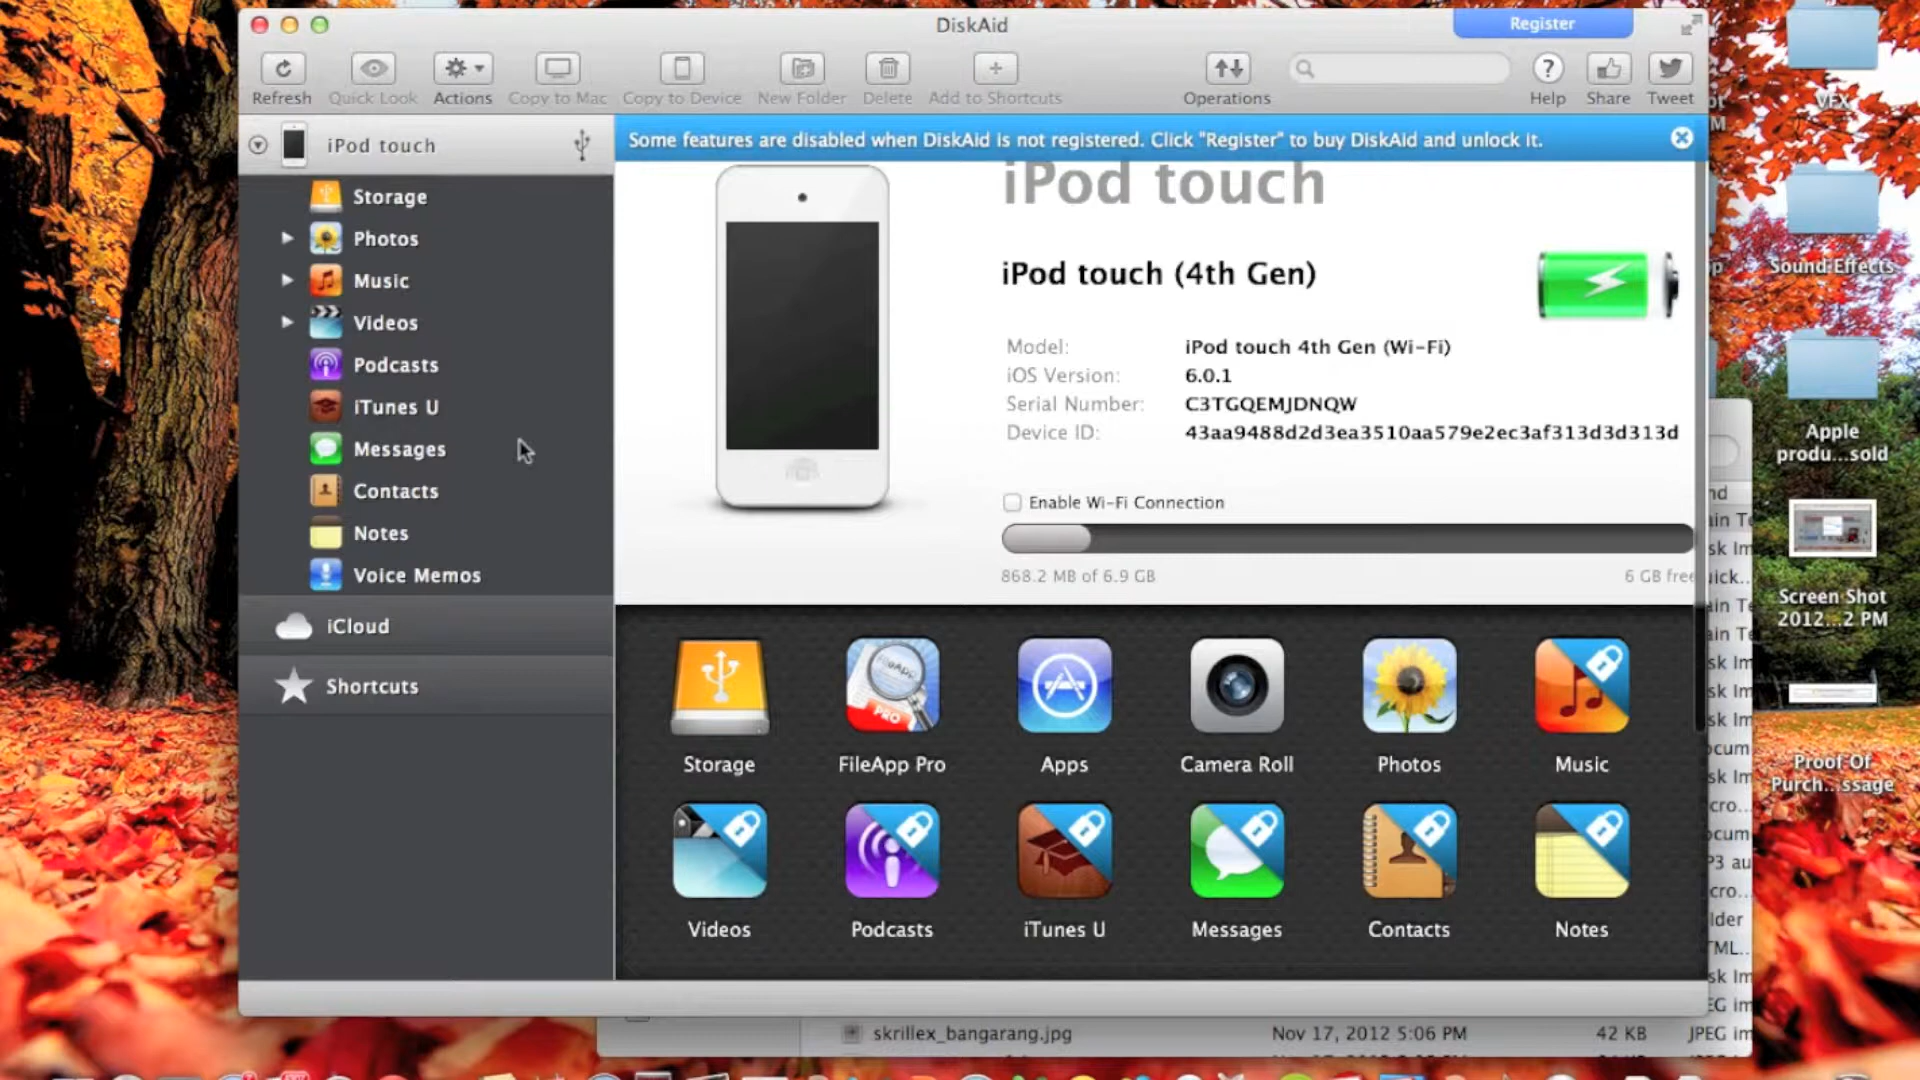 DiskAid
Register
Refresh
Quick Look
Actions
Copy to Mac
Copy to Device
New Folder
Delete
Add to Shortcuts
Operations
Help
Share
Tweet
iPod touch
Some features are disabled when DiskAid is not registered. Click "Register" to buy DiskAid and unlock it.
Storage
Photos
Music
Videos
Podcasts
iTunes U
Messages
Contacts
Notes
Voice Memos
iCloud
Shortcuts
iPod touch
iPod touch (4th Gen)
Model: iPod touch 4th Gen (Wi-Fi)
iOS Version: 6.0.1
Serial Number: C3TGQEMJDNQW
Device ID: 43aa9488d2d3ea3510aa579e2ec3af313d3d313d
Enable Wi-Fi Connection
868.2 MB of 6.9 GB
6 GB free
FileApp
PRO
Storage
FileApp Pro
Apps
Camera Roll
Photos
Music
Videos
Podcasts
iTunes U
Messages
Contacts
Notes
VFX
Sound Effects
Apple
produ...sold
Screen Shot
2012...2 PM
Proof Of
Purch...ssage
skrillex_bangarang.jpg Nov 17, 2012 5:06 PM 42 KB JPEG im